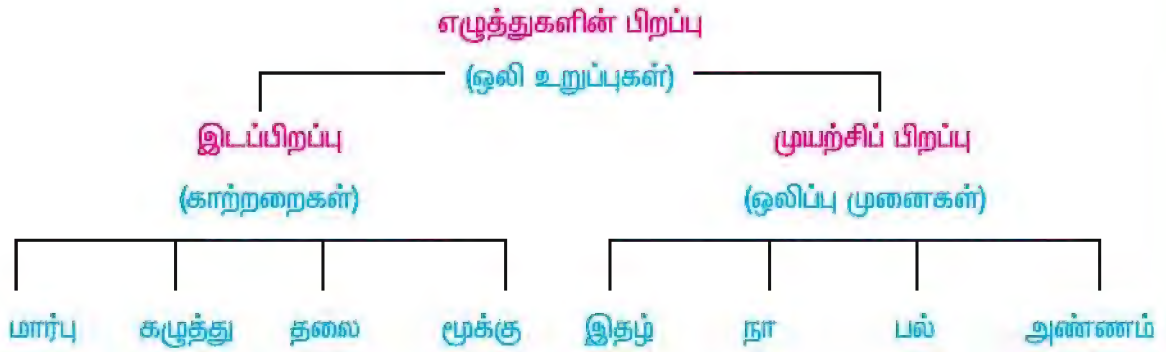 எழுத்துகளின் பிறப்பு
(ஒலி உறுப்புகள்)
இடப்பிறப்பு முயற்சிப் பிறப்பு
(காற்றறைகள்) (ஒலிப்பு முனைகள்)
மார்பு கழுத்து தலை மூக்கு இதழ் நா பல் அண்ணம்